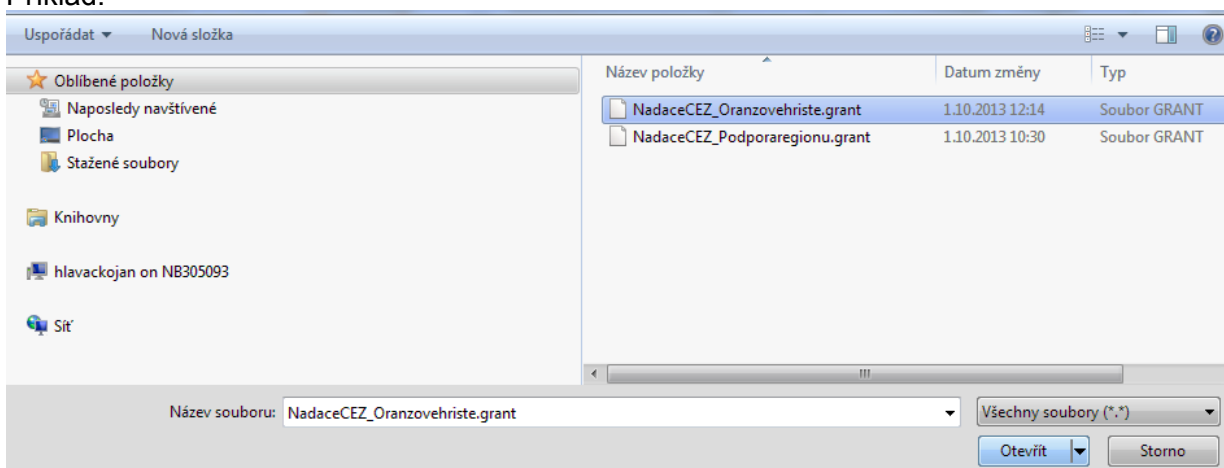 Příklad:
Uspořádat Nová složka
Oblíbené položky
Naposledy navštívené
Plocha
Stažené soubory
Knihovny
hlavackojan on NB305093
Síť
Název položky Datum změny Typ
NadaceCEZ_Oranzovehriste.grant 1.10.2013 12:14 Soubor GRANT
NadaceCEZ_Podporaregionu.grant 1.10.2013 10:30 Soubor GRANT
Název souboru: NadaceCEZ_Oranzovehriste.grant Všechny soubory (*.*)
Otevřít Storno